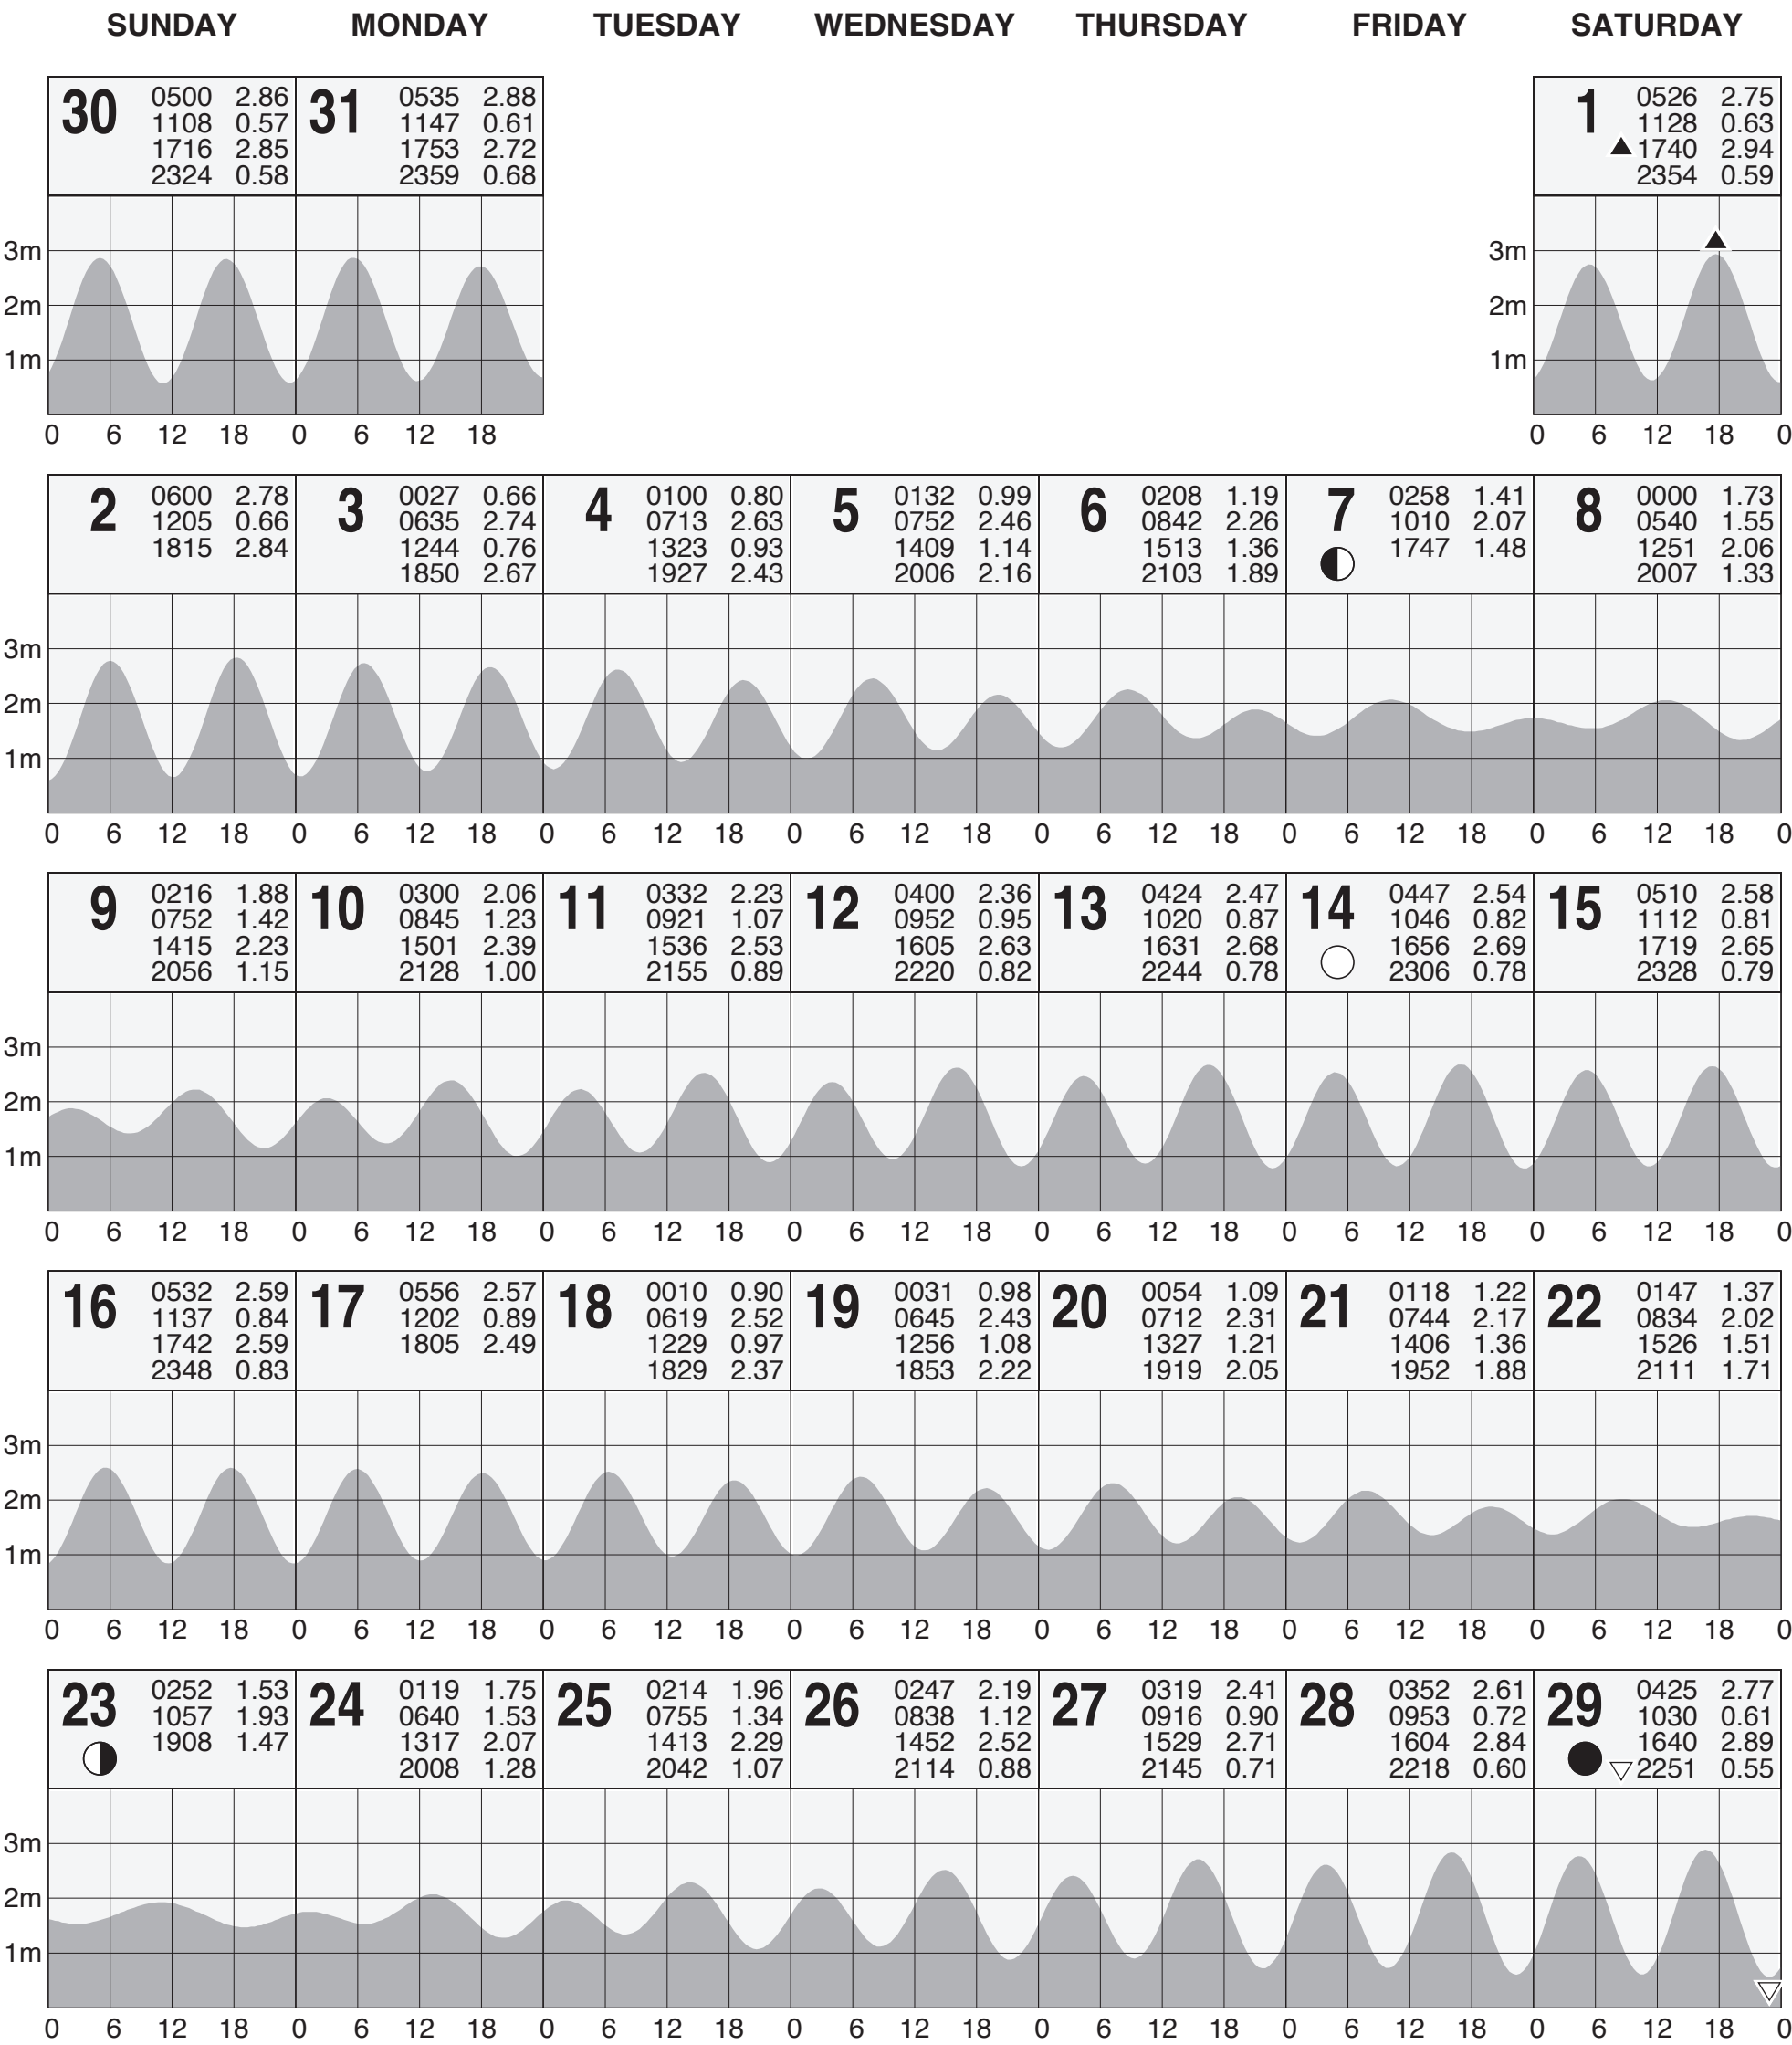 SUNDAY MONDAY TUESDAY WEDNESDAY THURSDAY FRIDAY SATURDAY
30 0500 2.86 31 0535 2.88 1 0526 2.75
1108 0.57 1147 0.61 1128 0.63
1716 2.85 1753 2.72 1740 2.94
2324 0.58 2359 0.68 2354 0.59
3m 3m
2m 2m
1m 1m
0 6 12 18 0 6 12 18 0 6 12 18 0
2 0600 2.78 3 0027 0.66 4 0100 0.80 5 0132 0.99 6 0208 1.19 7 0258 1.41 8 0000 1.73
1205 0.66 0635 2.74 0713 2.63 0752 2.46 0842 2.26 1010 2.07 0540 1.55
1815 2.84 1244 0.76 1323 0.93 1409 1.14 1513 1.36 1747 1.48 1251 2.06
1850 2.67 1927 2.43 2006 2.16 2103 1.89 2007 1.33
3m
2m
1m
0 6 12 18 0 6 12 18 0 6 12 18 0 6 12 18 0 6 12 18 0 6 12 18 0 6 12 18 0
9 0216 1.88 10 0300 2.06 11 0332 2.23 12 0400 2.36 13 0424 2.47 14 0447 2.54 15 0510 2.58
0752 1.42 0845 1.23 0921 1.07 0952 0.95 1020 0.87 1046 0.82 1112 0.81
1415 2.23 1501 2.39 1536 2.53 1605 2.63 1631 2.68 1656 2.69 1719 2.65
2056 1.15 2128 1.00 2155 0.89 2220 0.82 2244 0.78 2306 0.78 2328 0.79
3m
2m
1m
0 6 12 18 0 6 12 18 0 6 12 18 0 6 12 18 0 6 12 18 0 6 12 18 0 6 12 18 0
16 0532 2.59 17 0556 2.57 18 0010 0.90 19 0031 0.98 20 0054 1.09 21 0118 1.22 22 0147 1.37
1137 0.84 1202 0.89 0619 2.52 0645 2.43 0712 2.31 0744 2.17 0834 2.02
1742 2.59 1805 2.49 1229 0.97 1256 1.08 1327 1.21 1406 1.36 1526 1.51
2348 0.83 1829 2.37 1853 2.22 1919 2.05 1952 1.88 2111 1.71
3m
2m
1m
0 6 12 18 0 6 12 18 0 6 12 18 0 6 12 18 0 6 12 18 0 6 12 18 0 6 12 18 0
23 0252 1.53 24 0119 1.75 25 0214 1.96 26 0247 2.19 27 0319 2.41 28 0352 2.61 29 0425 2.77
1057 1.93 0640 1.53 0755 1.34 0838 1.12 0916 0.90 0953 0.72 1030 0.61
1908 1.47 1317 2.07 1413 2.29 1452 2.52 1529 2.71 1604 2.84 1640 2.89
2008 1.28 2042 1.07 2114 0.88 2145 0.71 2218 0.60 2251 0.55
3m
2m
1m
0 6 12 18 0 6 12 18 0 6 12 18 0 6 12 18 0 6 12 18 0 6 12 18 0 6 12 18 0